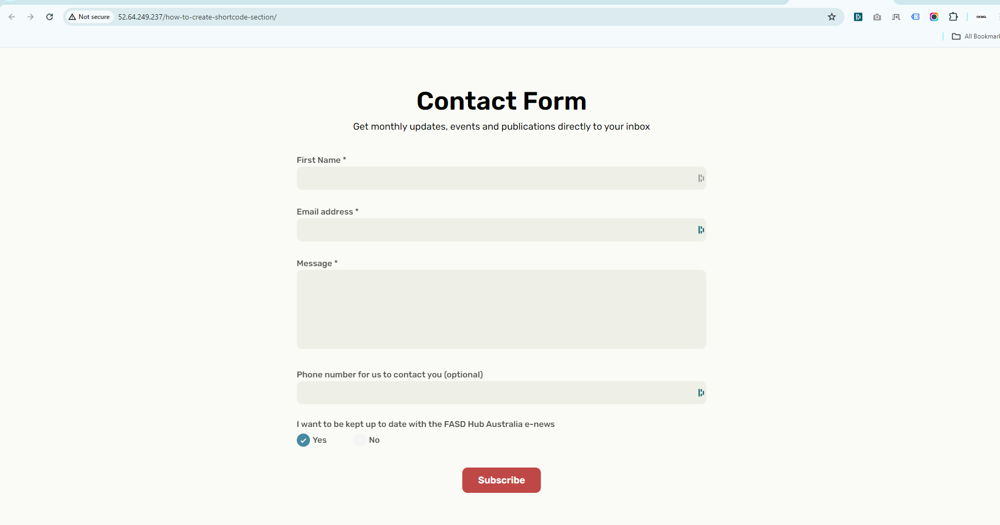 Not secure 52.64.249.237/how-to-create-shortcode-section/
OKMG.
All Bookmark
Contact Form
Get monthly updates, events and publications directly to your inbox
First Name *
Email address *
Message *
Phone number for us to contact you (optional)
I want to be kept up to date with the FASD Hub Australia e-news
Yes No
Subscribe